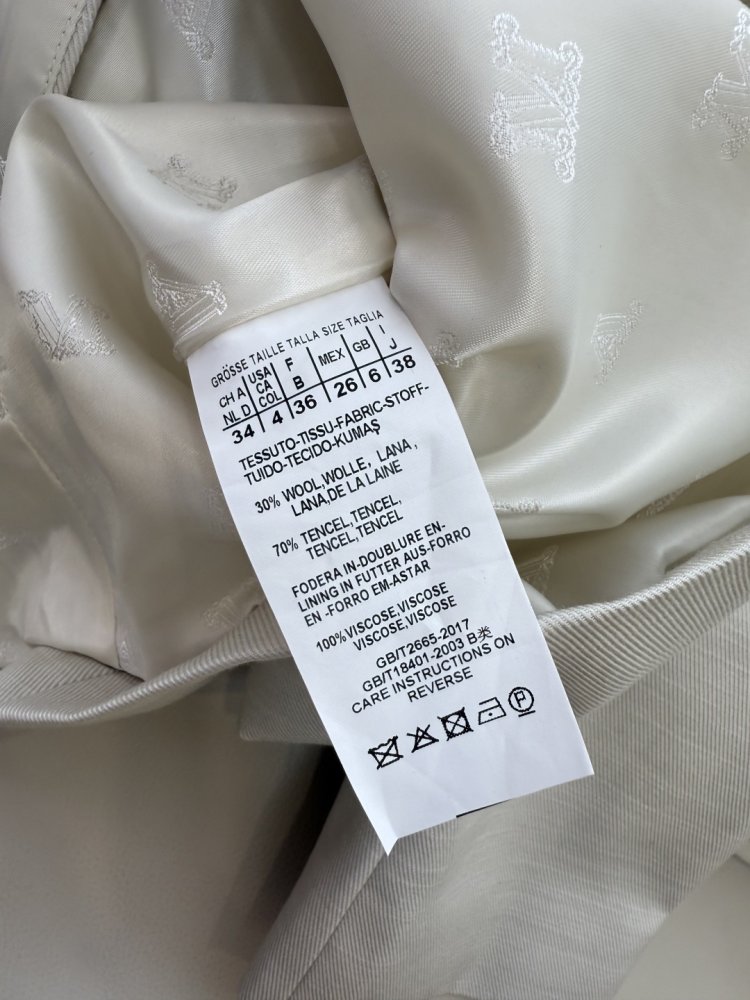 GRÖSSE TAILLE TALLA SIZE TAGLIA
CH A USA F MEX GB I
NL D CA B J
COL
34 4 36 26 6 38
TESSUTO-TISSU-FABRIC-STOFF-
TUIDO-TECIDO-KUMAŞ
30% WOOL,WOLLE, LANA,
LANA,DE LA LAINE
70% TENCEL,TENCEL,
TENCEL,TENCEL
FODERA IN-DOUBLURE EN-
LINING IN FUTTER AUS-FORRO
EN -FORRO EM-ASTAR
100%VISCOSE,VISCOSE
VISCOSE,VISCOSE
GB/T2665-2017
GB/T18401-2003 B类
CARE INSTRUCTIONS ON
REVERSE
P